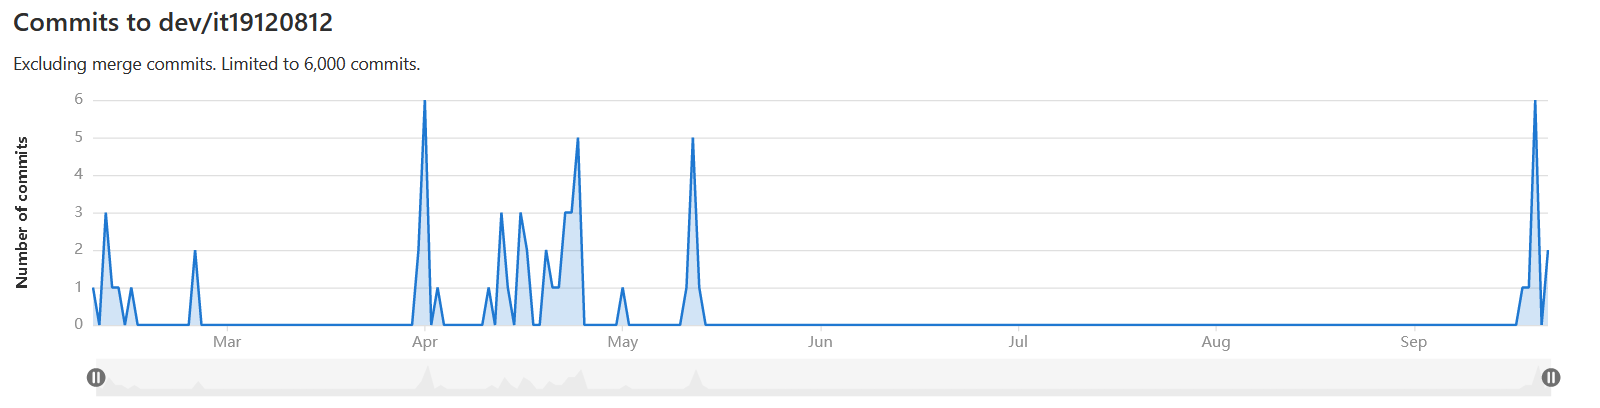 Commits to dev/it19120812
Excluding merge commits. Limited to 6,000 commits.
Number of commits
6
5
4
3
2
1
0
Mar Apr May Jun Jul Aug Sep